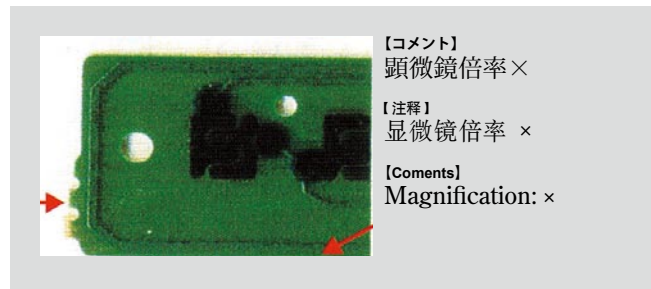 【コメント】
顕微鏡倍率×
【注释】
显微镜倍率 ×
【Coments】
Magnification: ×